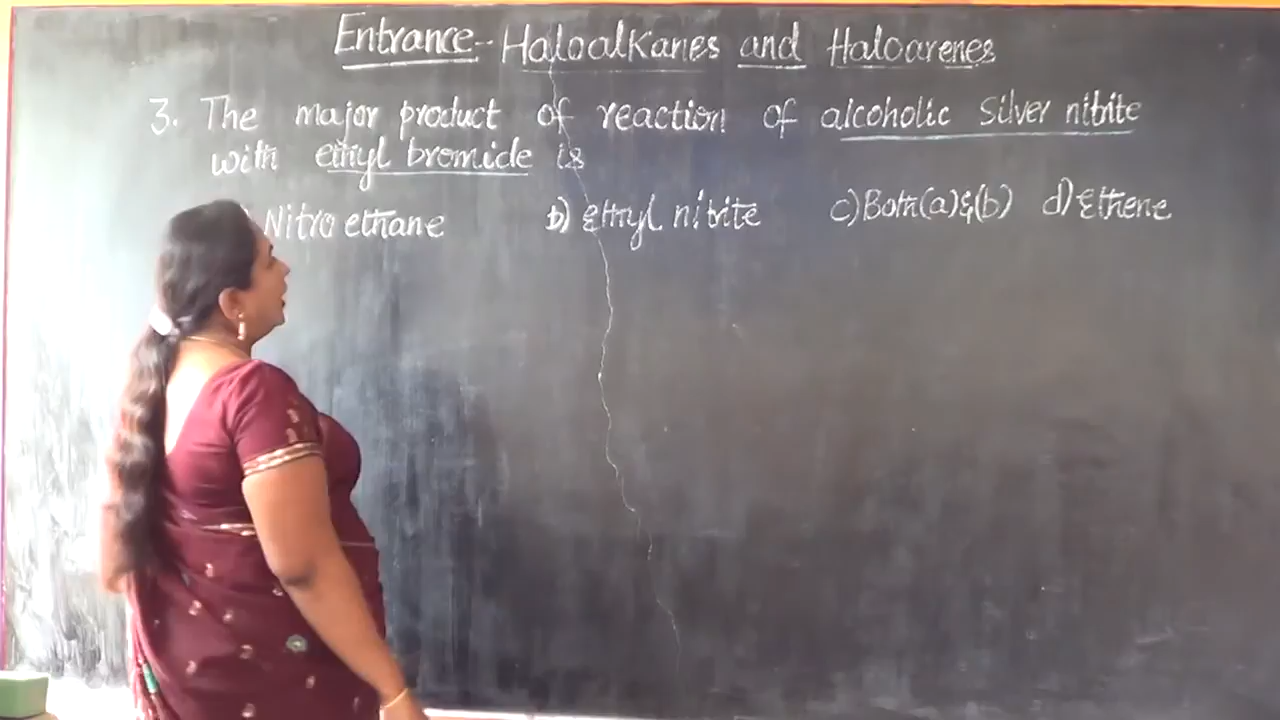 Entrance-- Haloalkanes and Haloarenes
3. The major product of reaction of alcoholic Silver nitrite
with ethyl bromide is
) Nitro ethane b) Ethyl nitrite c) Both(a)&(b) d) Ethene